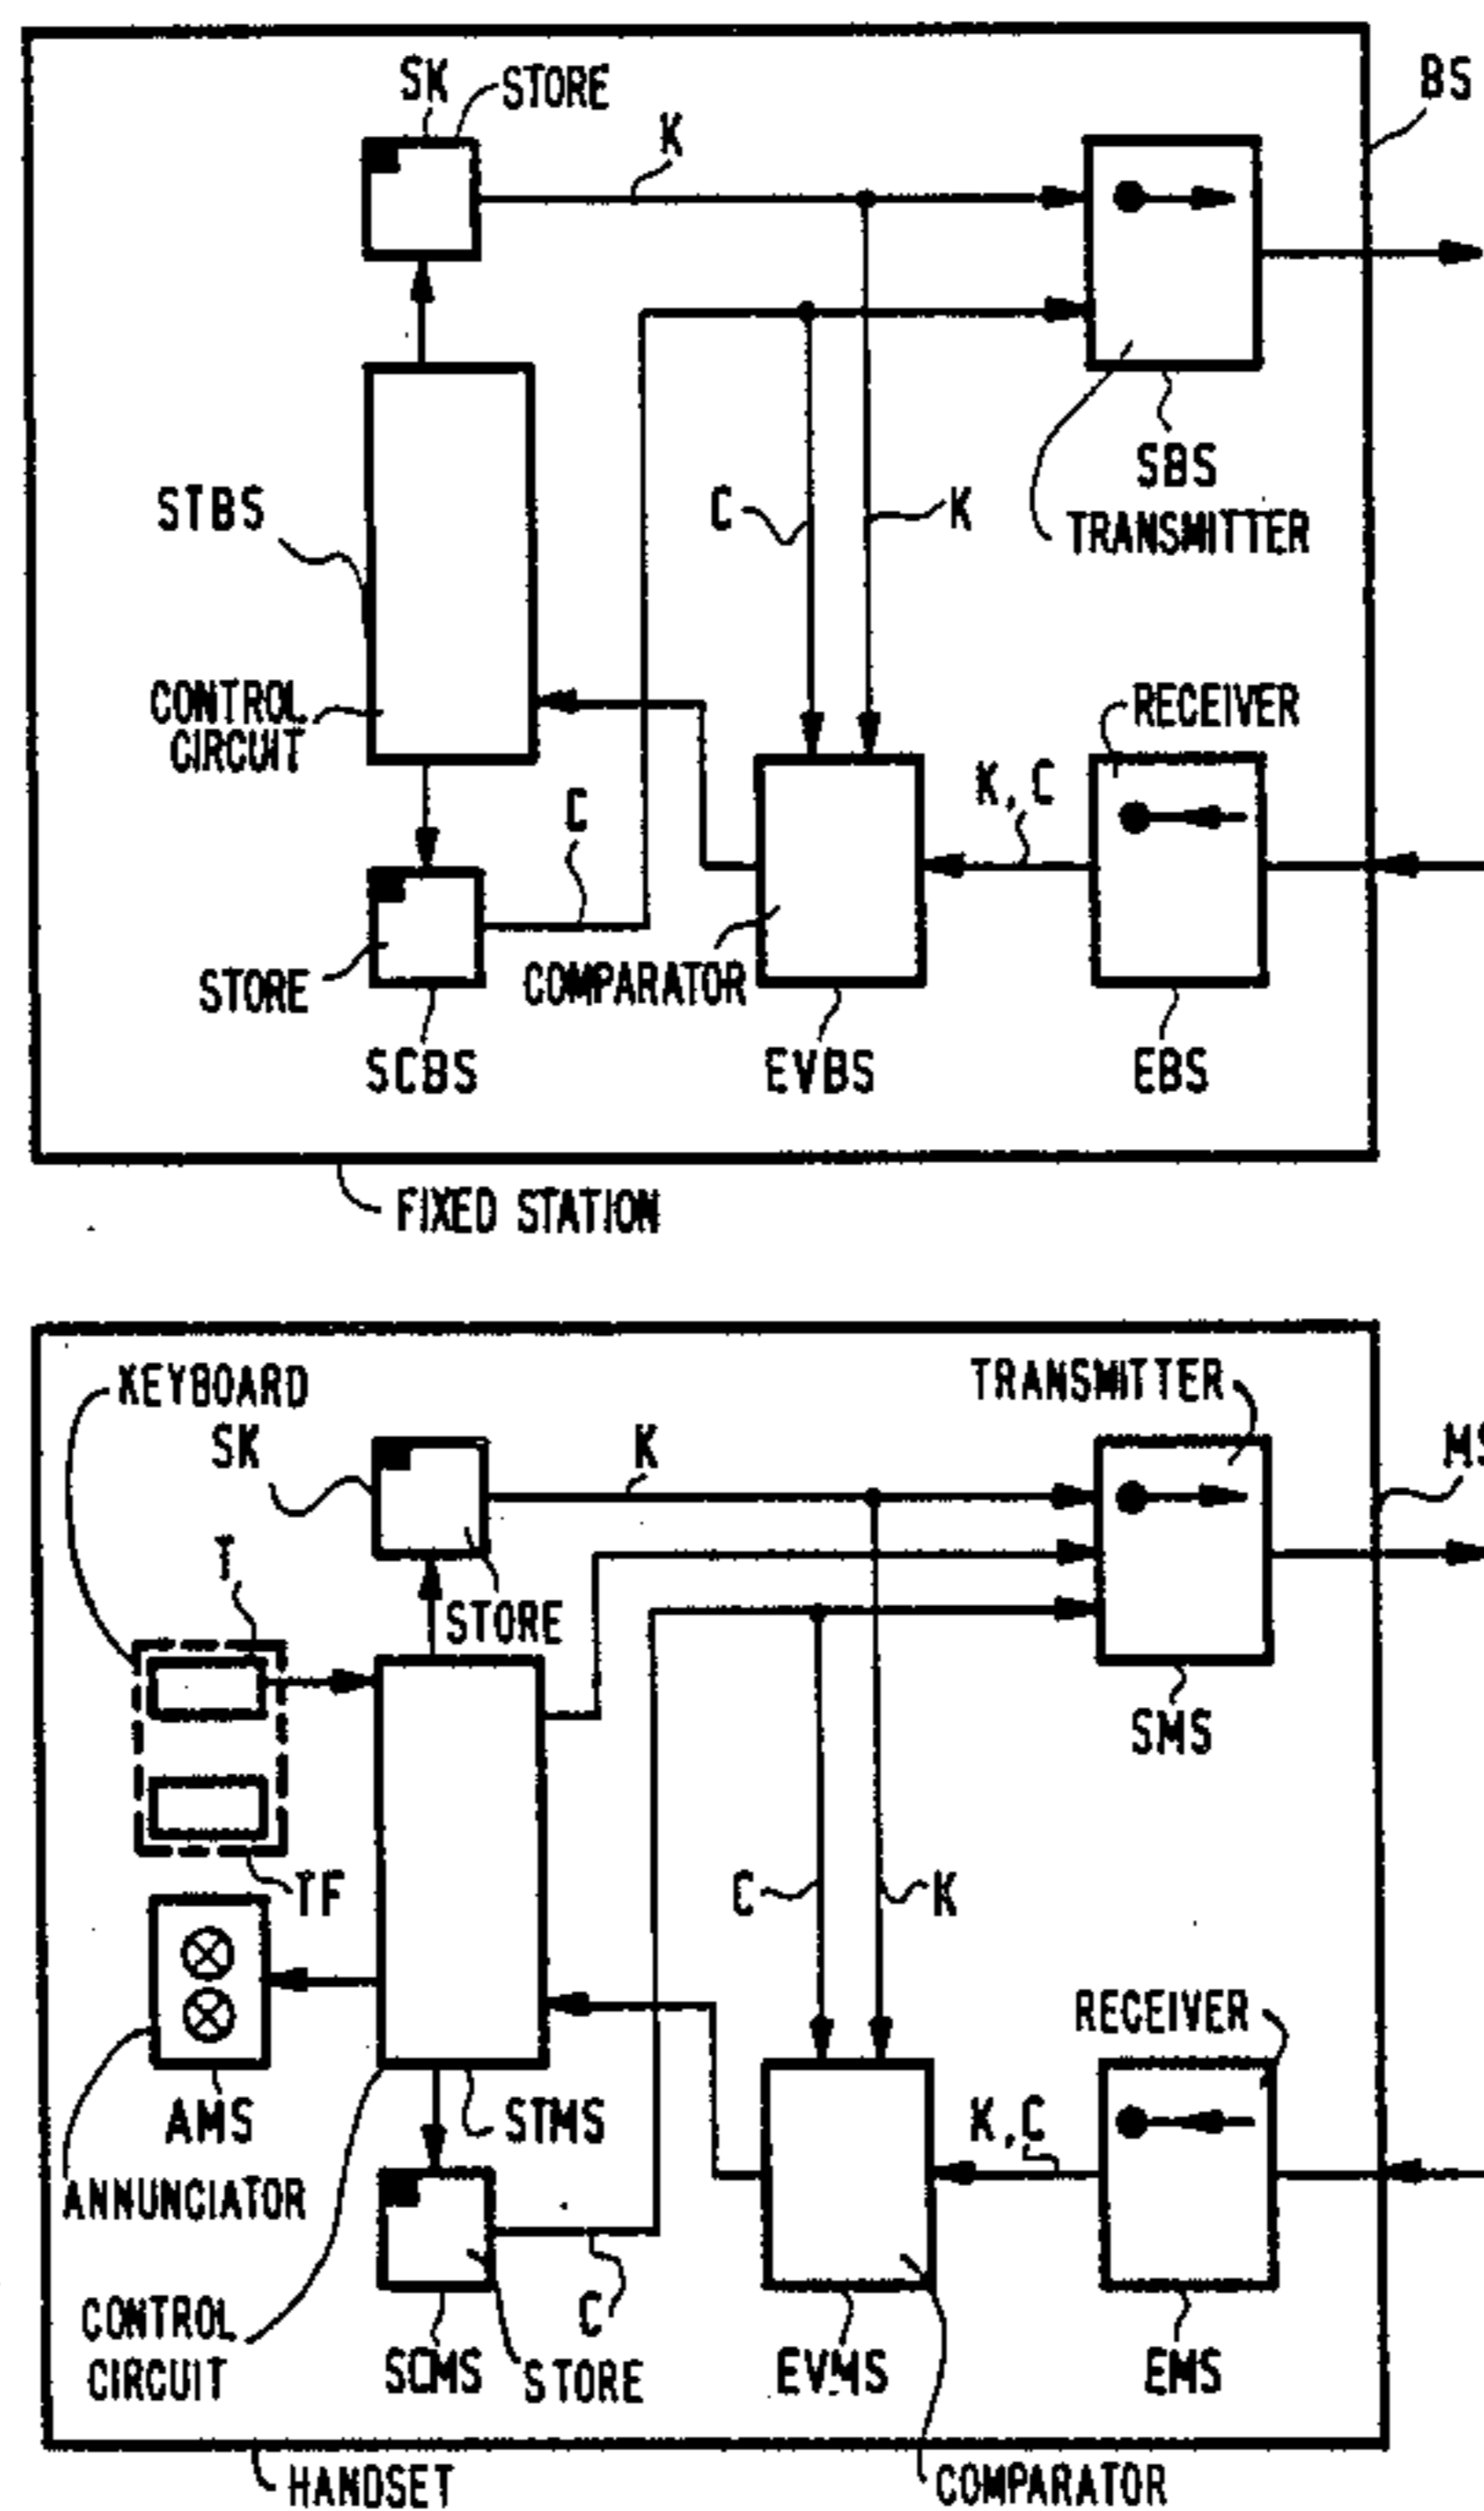 SK
STORE
BS
K
SBS
TRANSMITTER
STBS
C
K
CONTROL
CIRCUIT
RECEIVER
K,C
C
STORE
COMPARATOR
SCBS
EVBS
EBS
FIXED STATION
KEYBOARD
TRANSMITTER
SK
K
MS
T
STORE
SMS
TF
C
K
RECEIVER
AMS
STMS
K,C
ANNUNCIATOR
CONTROL
CIRCUIT
C
SCMS
STORE
EVMS
EMS
HANDSET
COMPARATOR